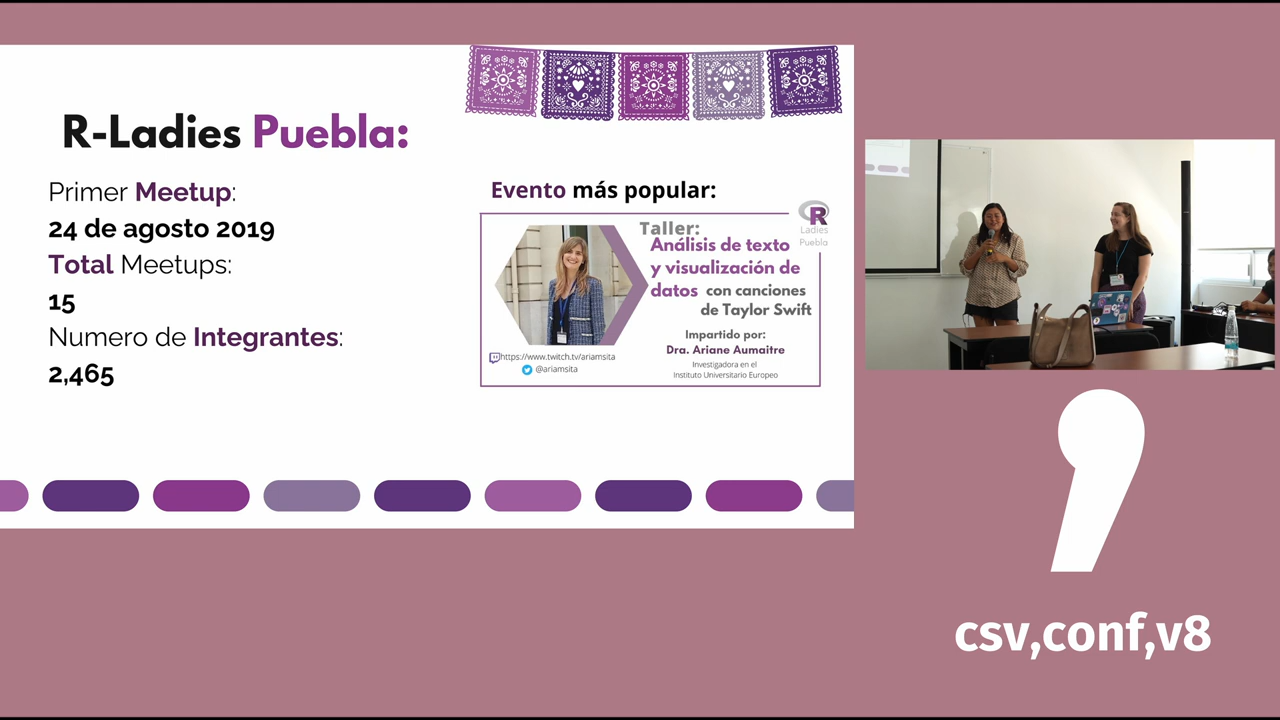 R-Ladies Puebla:
Primer Meetup:
24 de agosto 2019
Total Meetups:
15
Numero de Integrantes:
2,465
Evento más popular:
R
Ladies
Puebla
Taller:
Análisis de texto
y visualización de
datos con canciones
de Taylor Swift
Impartido por:
Dra. Ariane Aumaitre
Investigadora en el
Instituto Universitario Europeo
https://www.twitch.tv/ariamsita
@ariamsita
csv,conf,v8